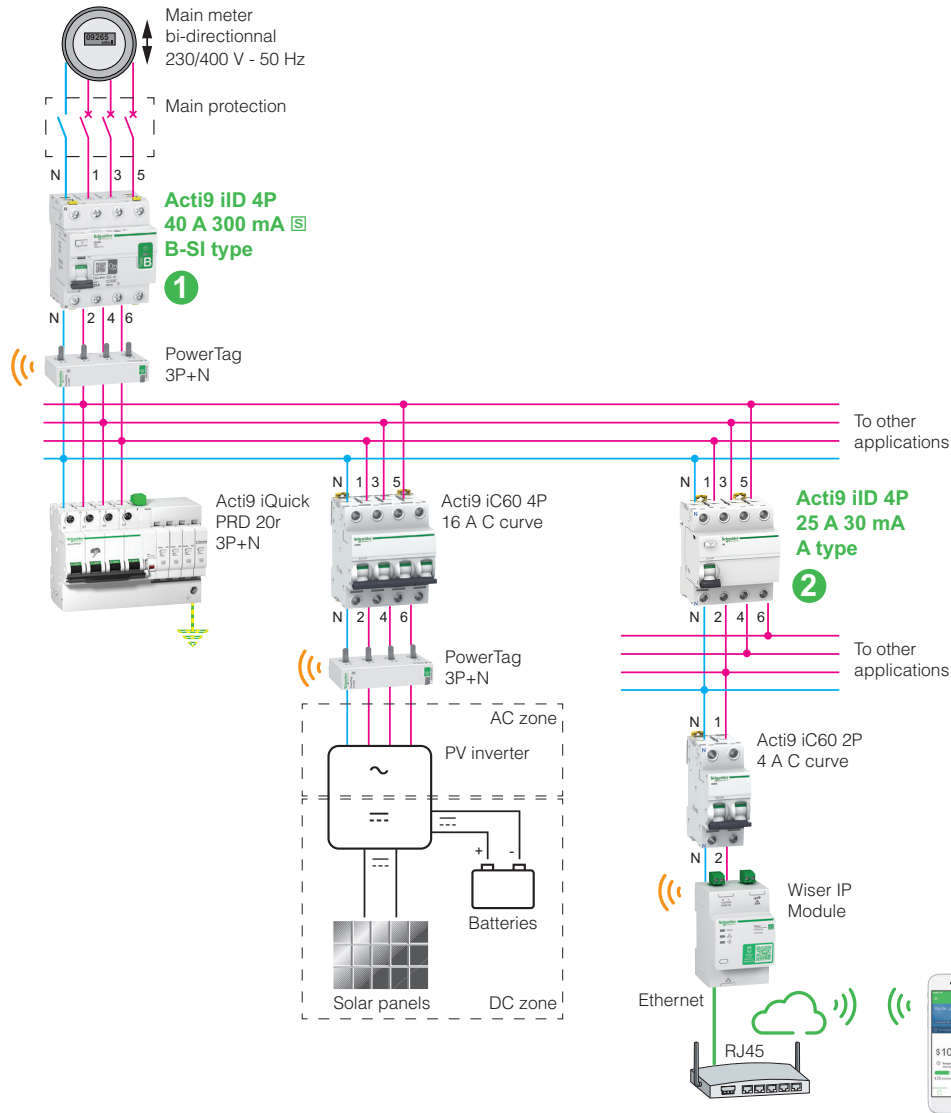 Main meter
bi-directionnal
230/400 V - 50 Hz
09265
Main protection
N 1 3 5
Acti9 iID 4P
40 A 300 mA S
B-SI type
1
B
N 2 4 6
PowerTag
3P+N
To other
applications
Acti9 iQuick
PRD 20r
3P+N
N 1 3 5
Acti9 iC60 4P
16 A C curve
N 2 4 6
PowerTag
3P+N
AC zone
PV inverter
+ -
Batteries
Solar panels
DC zone
N 1 3 5
Acti9 iID 4P
25 A 30 mA
A type
2
N 2 4 6
To other
applications
N 1
Acti9 iC60 2P
4 A C curve
N 2
Wiser IP
Module
Ethernet
RJ45
$10